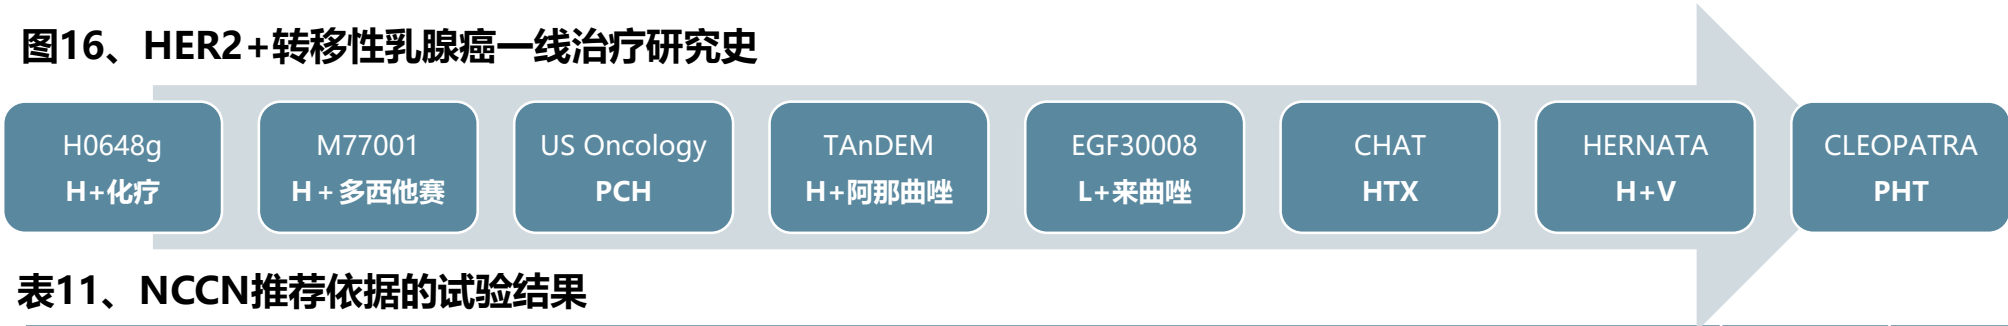 图16、HER2+转移性乳腺癌一线治疗研究史
H0648g
H+化疗
M77001
H+多西他赛
US Oncology
PCH
TAnDEM
H+阿那曲唑
EGF30008
L+来曲唑
CHAT
HTX
HERNATA
H+V
CLEOPATRA
PHT
表11、NCCN推荐依据的试验结果